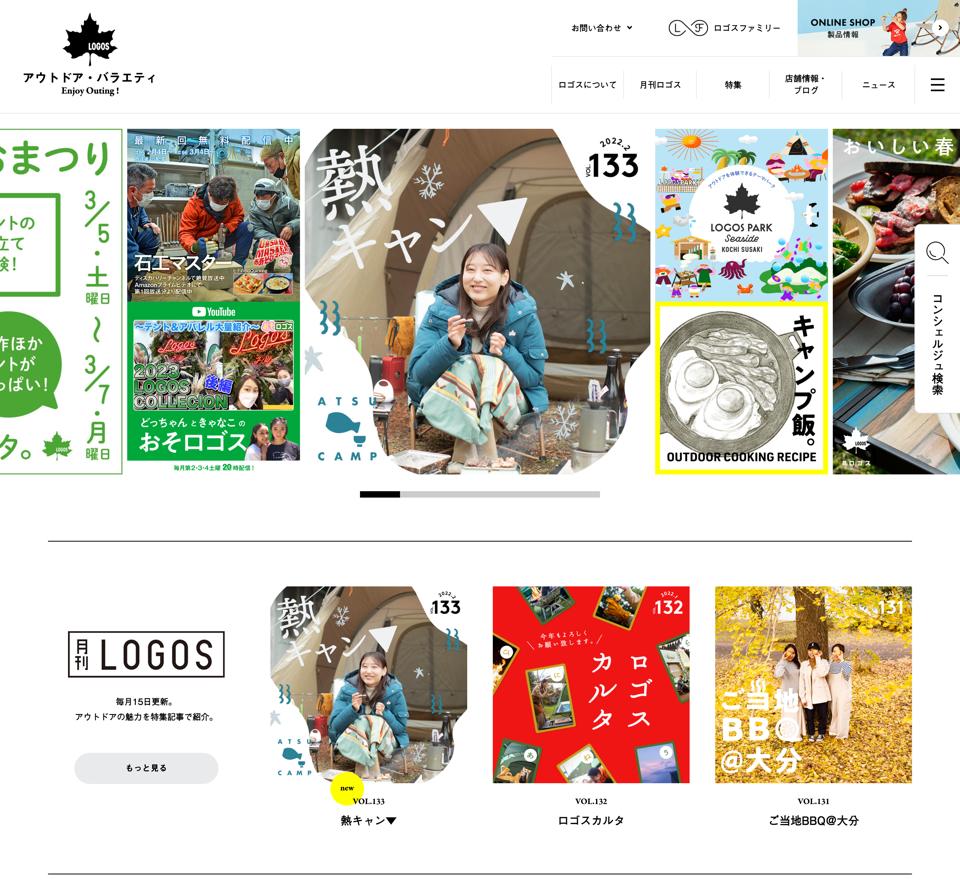 LOGOS
アウトドア・バラエティ
Enjoy Outing !
お問い合わせ
ロゴスファミリー
ONLINE SHOP
製品情報
ロゴスについて
月刊ロゴス
特集
店舗情報・
ブログ
ニュース
おまつり
ントの
立て
験！
作ほか
ントが
っぱい！
タ。
LOGOS
3/5・土曜日〜3/7・月曜日
最新回無料配信中
石工マスター
ディスカバリーチャンネルで絶賛放送中
Amazonプライムビデオにて
第1回放送分より配信中
YouTube
〜テント&アパレル大量紹介〜
ロゴス
Logos
Logos
2023
LOGOS
COLLECION
後編
どっちゃんときゃなこの
おそロゴス
毎月第2・3・4土曜 20時配信！
熱
キャン▼
2022.2
VOL.133
ATSU
CAMP
アウトドアを体験できるテーマパーク
LOGOS PARK
Seaside
KOCHI SUSAKI
キャンプ飯。
OUTDOOR COOKING RECIPE
おいしい春
LOGOS
コンシェルジュ検索
月刊
LOGOS
毎月15日更新。
アウトドアの魅力を特集記事で紹介。
もっと見る
熱
キャン▼
2022.2
133
ATSU
CAMP
new
VOL.133
熱キャン▼
2022.1
132
今年もよろしく
お願い致します。
ロゴス
カルタ
VOL.132
ロゴスカルタ
131
ご当地
BBQ
@大分
VOL.131
ご当地BBQ＠大分